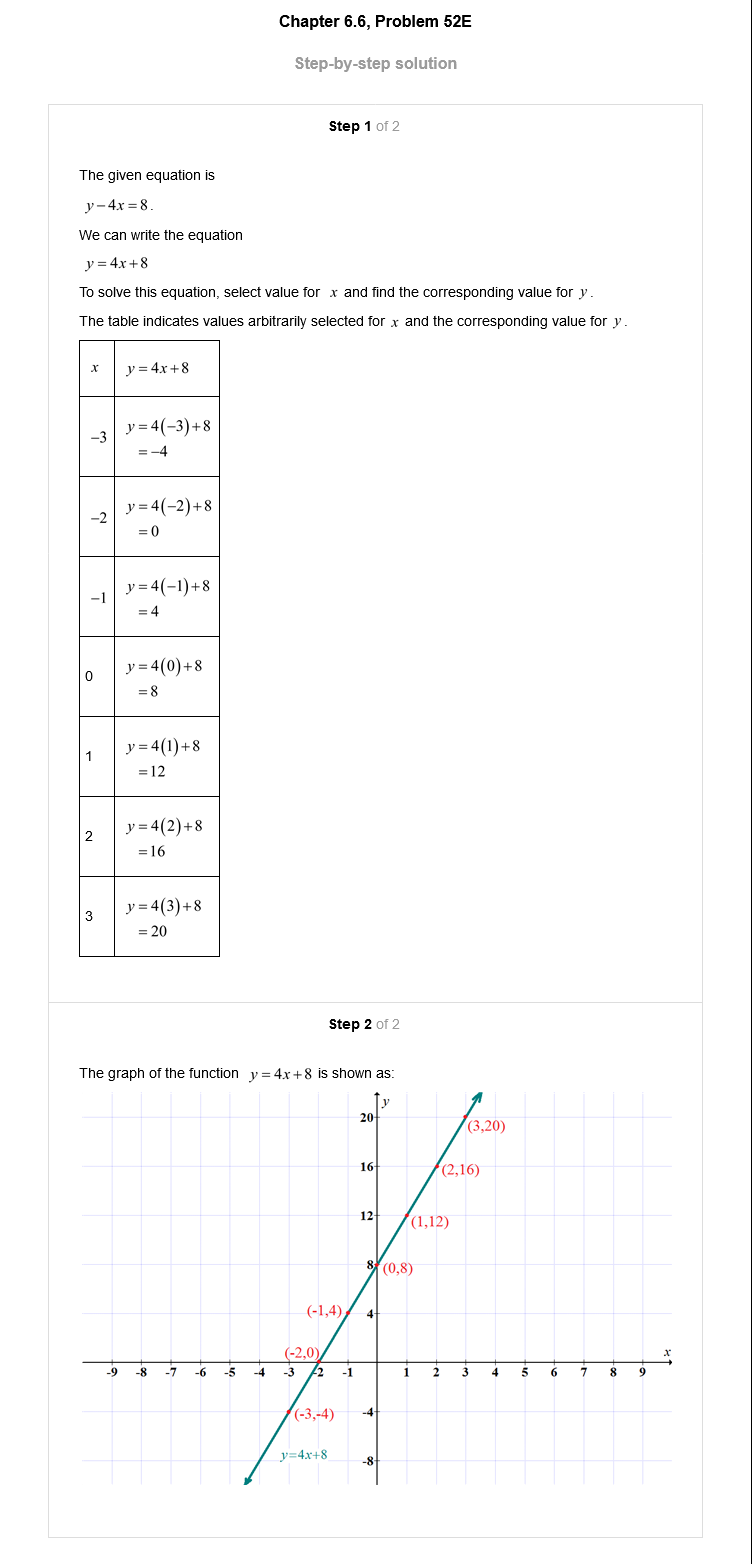 Chapter 6.6, Problem 52E
Step-by-step solution
Step 1 of 2
The given equation is
y−4x=8.
We can write the equation
y=4x+8
To solve this equation, select value for x and find the corresponding value for y.
The table indicates values arbitrarily selected for x and the corresponding value for y.
x y=4x+8
−3 y=4(−3)+8
=−4
−2 y=4(−2)+8
=0
−1 y=4(−1)+8
=4
0 y=4(0)+8
=8
1 y=4(1)+8
=12
2 y=4(2)+8
=16
3 y=4(3)+8
=20
Step 2 of 2
The graph of the function y=4x+8 is shown as:
y
20
(3,20)
16 (2,16)
12 (1,12)
8 (0,8)
(-1,4) 4
(-2,0) x
-9 -8 -7 -6 -5 -4 -3 -2 -1 1 2 3 4 5 6 7 8 9
(-3,-4) -4
y=4x+8 -8